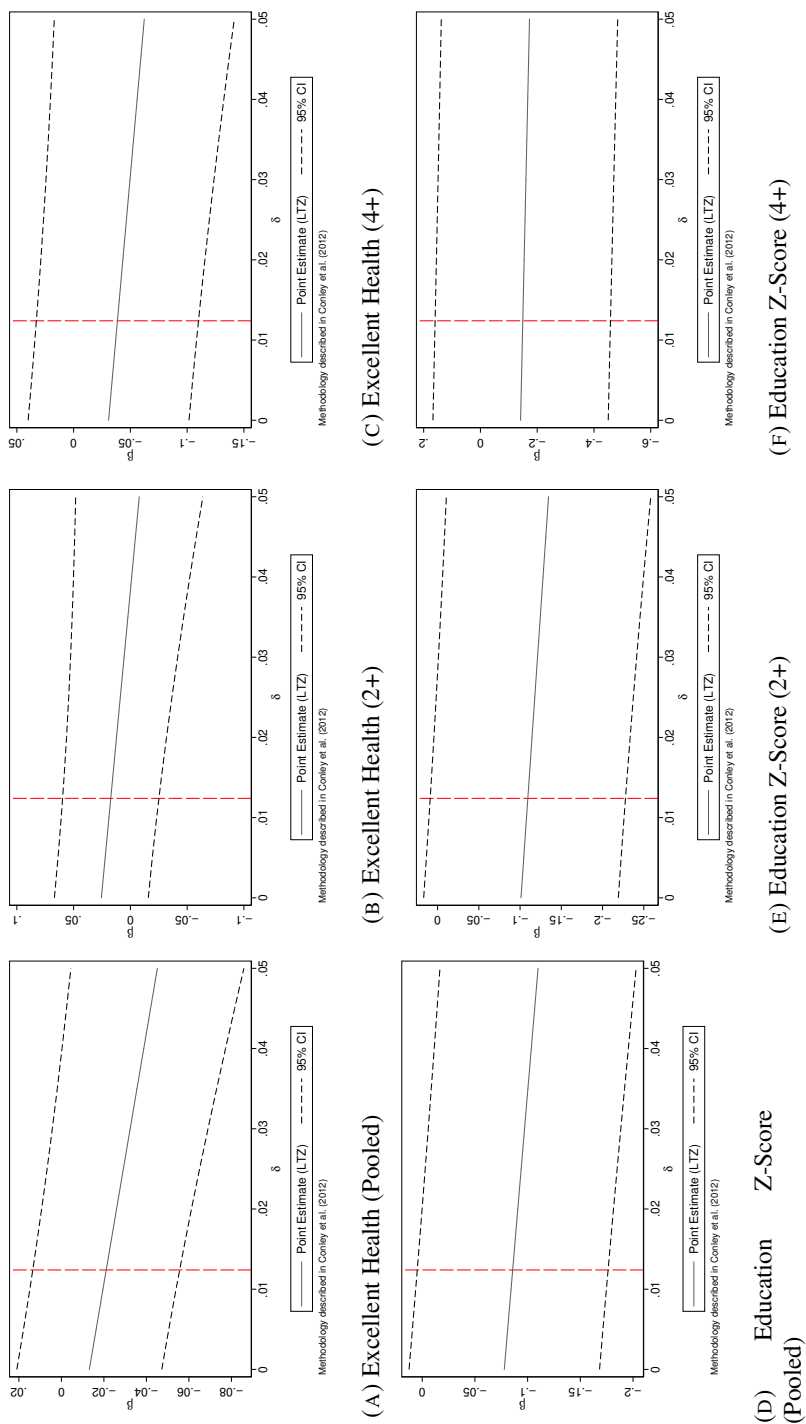 .02
0
−.02
−.04
−.06
−.08
β
0
.01
.02
.03
.04
.05
δ
Point Estimate (LTZ)
95% CI
Methodology described in Conley et al. (2012)
(A) Excellent Health (Pooled)
.1
.05
0
−.05
−.1
β
0
.01
.02
.03
.04
.05
δ
Point Estimate (LTZ)
95% CI
Methodology described in Conley et al. (2012)
(B) Excellent Health (2+)
.05
0
−.05
−.1
−.15
β
0
.01
.02
.03
.04
.05
δ
Point Estimate (LTZ)
95% CI
Methodology described in Conley et al. (2012)
(C) Excellent Health (4+)
0
−.05
−.1
−.15
−.2
β
0
.01
.02
.03
.04
.05
δ
Point Estimate (LTZ)
95% CI
Methodology described in Conley et al. (2012)
(D) Education Z-Score
(Pooled)
0
−.05
−.1
−.15
−.2
−.25
β
0
.01
.02
.03
.04
.05
δ
Point Estimate (LTZ)
95% CI
Methodology described in Conley et al. (2012)
(E) Education Z-Score (2+)
.2
0
−.2
−.4
−.6
β
0
.01
.02
.03
.04
.05
δ
Point Estimate (LTZ)
95% CI
Methodology described in Conley et al. (2012)
(F) Education Z-Score (4+)